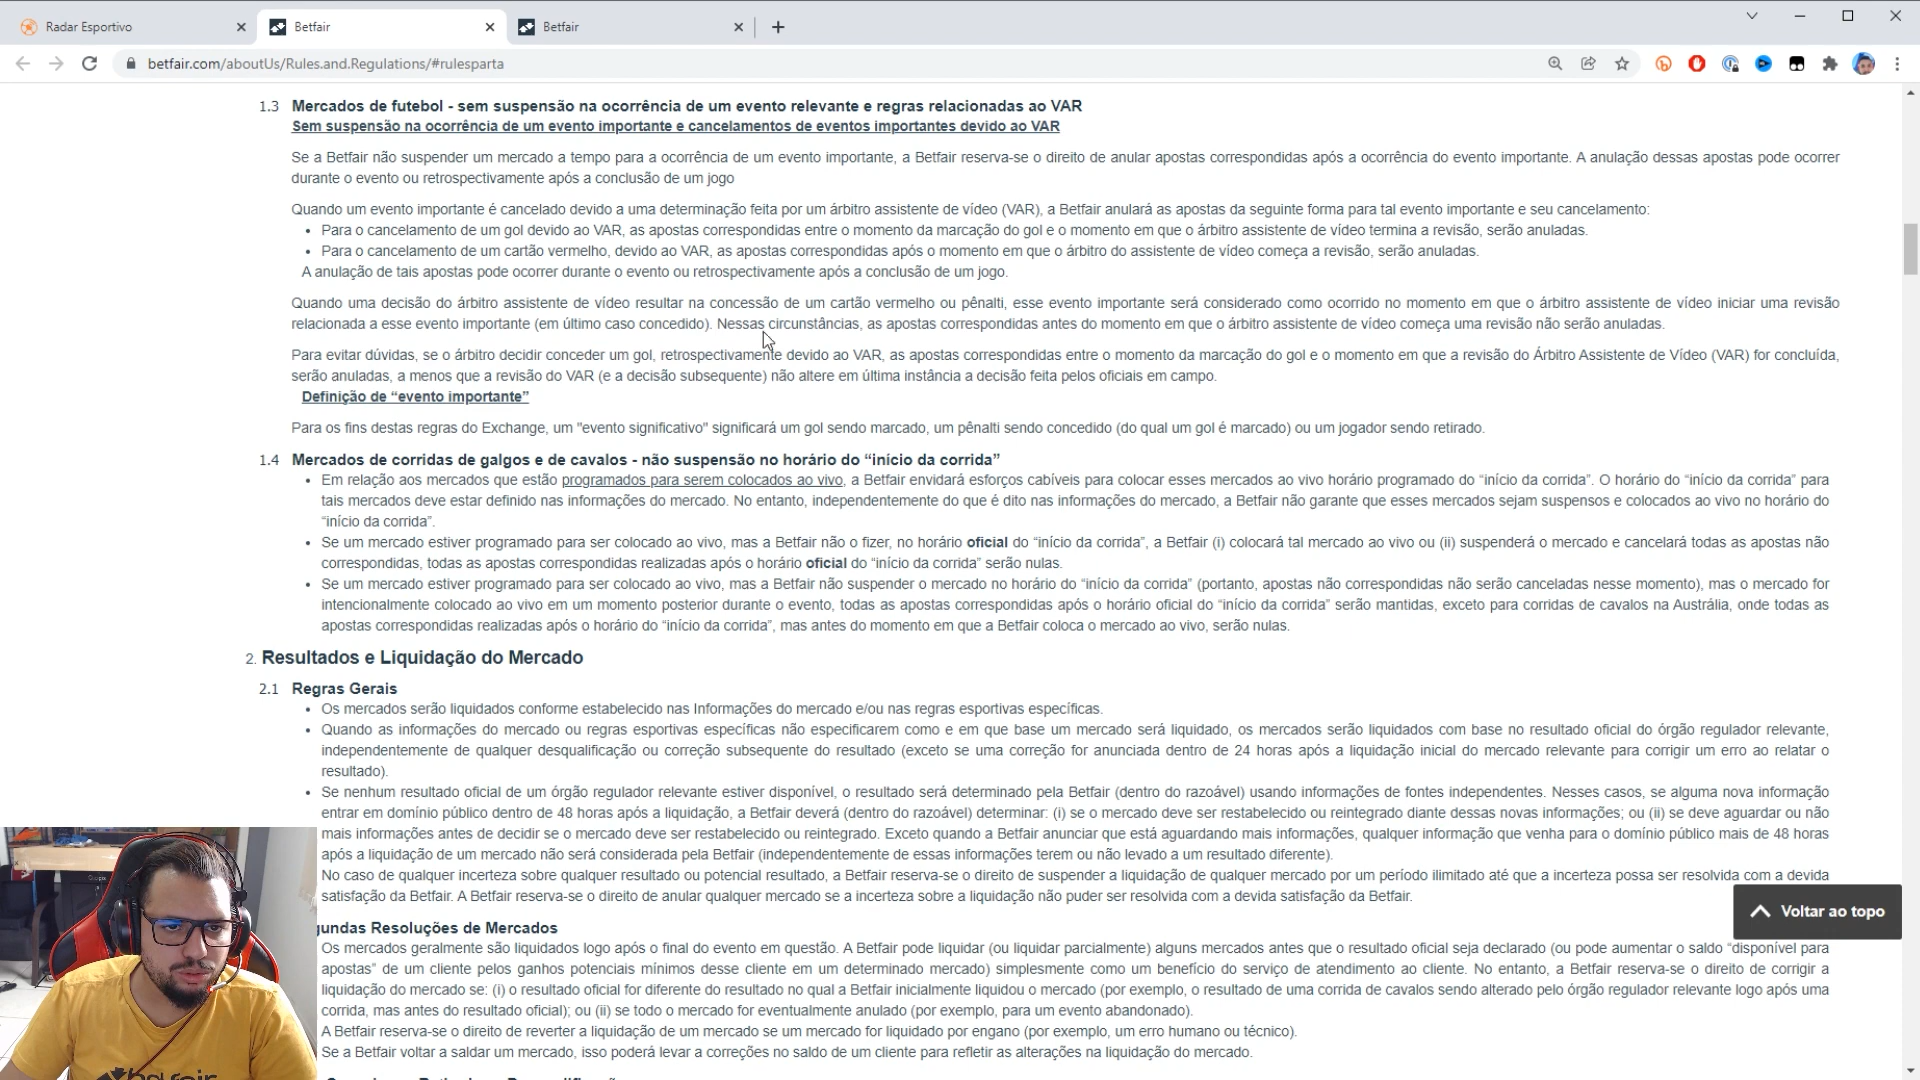 Radar Esportivo
Betfair
Betfair
betfair.com/aboutUs/Rules.and.Regulations/#rulesparta
1.3 Mercados de futebol - sem suspensão na ocorrência de um evento relevante e regras relacionadas ao VAR
Sem suspensão na ocorrência de um evento importante e cancelamentos de eventos importantes devido ao VAR
Se a Betfair não suspender um mercado a tempo para a ocorrência de um evento importante, a Betfair reserva-se o direito de anular apostas correspondidas após a ocorrência do evento importante. A anulação dessas apostas pode ocorrer
durante o evento ou retrospectivamente após a conclusão de um jogo
Quando um evento importante é cancelado devido a uma determinação feita por um árbitro assistente de vídeo (VAR), a Betfair anulará as apostas da seguinte forma para tal evento importante e seu cancelamento:
• Para o cancelamento de um gol devido ao VAR, as apostas correspondidas entre o momento da marcação do gol e o momento em que o árbitro assistente de vídeo termina a revisão, serão anuladas.
• Para o cancelamento de um cartão vermelho, devido ao VAR, as apostas correspondidas após o momento em que o árbitro do assistente de vídeo começa a revisão, serão anuladas.
A anulação de tais apostas pode ocorrer durante o evento ou retrospectivamente após a conclusão de um jogo.
Quando uma decisão do árbitro assistente de vídeo resultar na concessão de um cartão vermelho ou pênalti, esse evento importante será considerado como ocorrido no momento em que o árbitro assistente de vídeo iniciar uma revisão
relacionada a esse evento importante (em último caso concedido). Nessas circunstâncias, as apostas correspondidas antes do momento em que o árbitro assistente de vídeo começa uma revisão não serão anuladas.
Para evitar dúvidas, se o árbitro decidir conceder um gol, retrospectivamente devido ao VAR, as apostas correspondidas entre o momento da marcação do gol e o momento em que a revisão do Árbitro Assistente de Vídeo (VAR) for concluída,
serão anuladas, a menos que a revisão do VAR (e a decisão subsequente) não altere em última instância a decisão feita pelos oficiais em campo.
Definição de “evento importante”
Para os fins destas regras do Exchange, um "evento significativo" significará um gol sendo marcado, um pênalti sendo concedido (do qual um gol é marcado) ou um jogador sendo retirado.
1.4 Mercados de corridas de galgos e de cavalos - não suspensão no horário do “início da corrida”
• Em relação aos mercados que estão programados para serem colocados ao vivo, a Betfair envidará esforços cabíveis para colocar esses mercados ao vivo horário programado do “início da corrida”. O horário do “início da corrida” para
tais mercados deve estar definido nas informações do mercado. No entanto, independentemente do que é dito nas informações do mercado, a Betfair não garante que esses mercados sejam suspensos e colocados ao vivo no horário do
“início da corrida”.
• Se um mercado estiver programado para ser colocado ao vivo, mas a Betfair não o fizer, no horário oficial do “início da corrida”, a Betfair (i) colocará tal mercado ao vivo ou (ii) suspenderá o mercado e cancelará todas as apostas não
correspondidas, todas as apostas correspondidas realizadas após o horário oficial do “início da corrida” serão nulas.
• Se um mercado estiver programado para ser colocado ao vivo, mas a Betfair não suspender o mercado no horário do “início da corrida” (portanto, apostas não correspondidas não serão canceladas nesse momento), mas o mercado for
intencionalmente colocado ao vivo em um momento posterior durante o evento, todas as apostas correspondidas após o horário oficial do “início da corrida” serão mantidas, exceto para corridas de cavalos na Austrália, onde todas as
apostas correspondidas realizadas após o horário do “início da corrida”, mas antes do momento em que a Betfair coloca o mercado ao vivo, serão nulas.
2. Resultados e Liquidação do Mercado
2.1 Regras Gerais
• Os mercados serão liquidados conforme estabelecido nas Informações do mercado e/ou nas regras esportivas específicas.
• Quando as informações do mercado ou regras esportivas específicas não especificarem como e em que base um mercado será liquidado, os mercados serão liquidados com base no resultado oficial do órgão regulador relevante,
independentemente de qualquer desqualificação ou correção subsequente do resultado (exceto se uma correção for anunciada dentro de 24 horas após a liquidação inicial do mercado relevante para corrigir um erro ao relatar o
resultado).
• Se nenhum resultado oficial de um órgão regulador relevante estiver disponível, o resultado será determinado pela Betfair (dentro do razoável) usando informações de fontes independentes. Nesses casos, se alguma nova informação
entrar em domínio público dentro de 48 horas após a liquidação, a Betfair deverá (dentro do razoável) determinar: (i) se o mercado deve ser restabelecido ou reintegrado diante dessas novas informações; ou (ii) se deve aguardar ou não
mais informações antes de decidir se o mercado deve ser restabelecido ou reintegrado. Exceto quando a Betfair anunciar que está aguardando mais informações, qualquer informação que venha para o domínio público mais de 48 horas
após a liquidação de um mercado não será considerada pela Betfair (independentemente de essas informações terem ou não levado a um resultado diferente).
No caso de qualquer incerteza sobre qualquer resultado ou potencial resultado, a Betfair reserva-se o direito de suspender a liquidação de qualquer mercado por um período ilimitado até que a incerteza possa ser resolvida com a devida
satisfação da Betfair. A Betfair reserva-se o direito de anular qualquer mercado se a incerteza sobre a liquidação não puder ser resolvida com a devida satisfação da Betfair.
Voltar ao topo
gundas Resoluções de Mercados
Os mercados geralmente são liquidados logo após o final do evento em questão. A Betfair pode liquidar (ou liquidar parcialmente) alguns mercados antes que o resultado oficial seja declarado (ou pode aumentar o saldo “disponível para
apostas” de um cliente pelos ganhos potenciais mínimos desse cliente em um determinado mercado) simplesmente como um benefício do serviço de atendimento ao cliente. No entanto, a Betfair reserva-se o direito de corrigir a
liquidação do mercado se: (i) o resultado oficial for diferente do resultado no qual a Betfair inicialmente liquidou o mercado (por exemplo, o resultado de uma corrida de cavalos sendo alterado pelo órgão regulador relevante logo após uma
corrida, mas antes do resultado oficial); ou (ii) se todo o mercado for eventualmente anulado (por exemplo, para um evento abandonado).
A Betfair reserva-se o direito de reverter a liquidação de um mercado se um mercado for liquidado por engano (por exemplo, um erro humano ou técnico).
Se a Betfair voltar a saldar um mercado, isso poderá levar a correções no saldo de um cliente para refletir as alterações na liquidação do mercado.